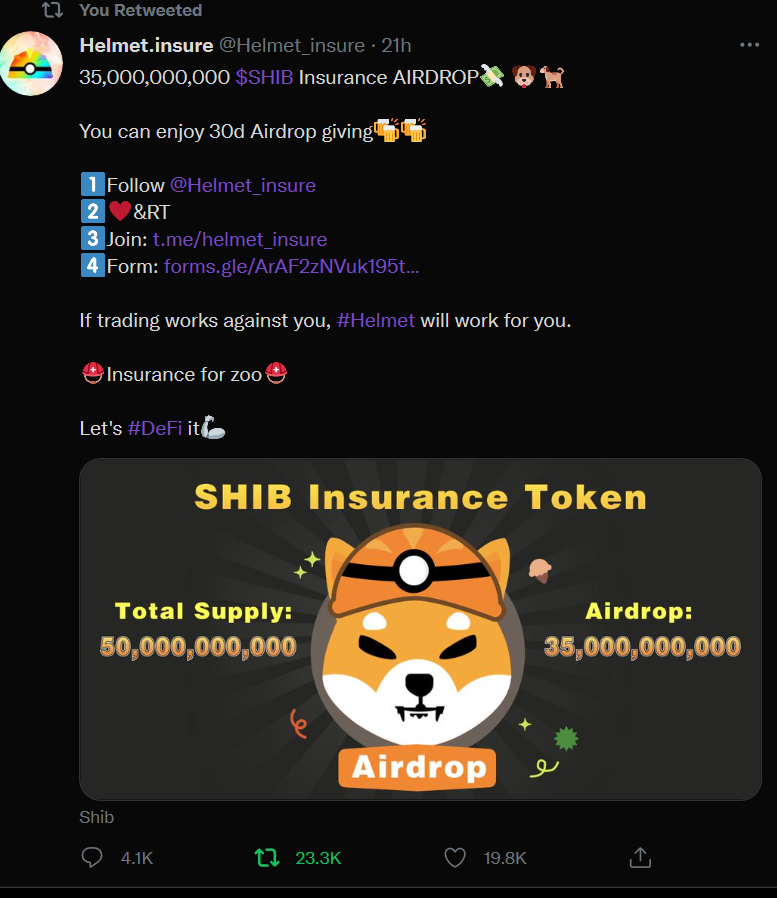 You Retweeted
Helmet.insure @Helmet_insure · 21h
35,000,000,000 $SHIB Insurance AIRDROP💸 🐶🐕
You can enjoy 30d Airdrop giving🍻🍻
1️⃣Follow @Helmet_insure
2️⃣❤️&RT
3️⃣Join: t.me/helmet_insure
4️⃣Form: forms.gle/ArAF2zNVuk195t...
If trading works against you, #Helmet will work for you.
⛑Insurance for zoo⛑
Let's #DeFi it🦾
SHIB Insurance Token
Total Supply:
50,000,000,000
Airdrop:
35,000,000,000
Airdrop
Shib
4.1K 23.3K 19.8K